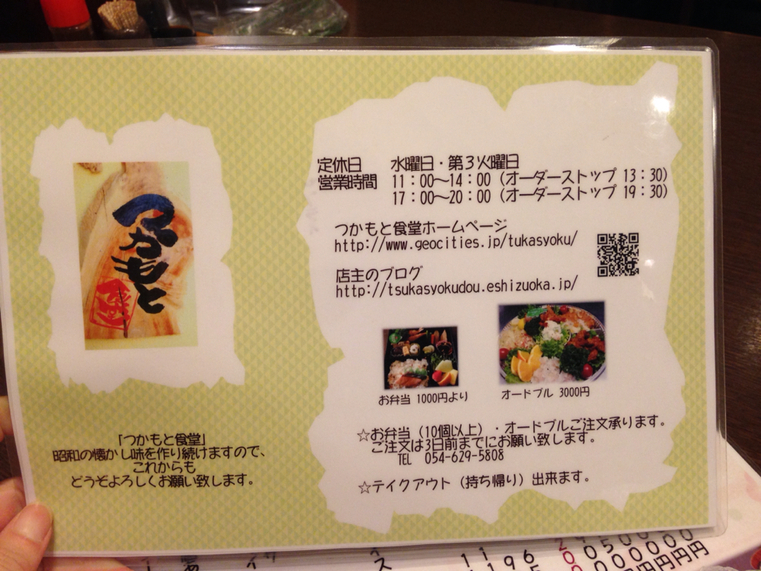 つかもと
定休日 水曜日・第3火曜日
営業時間 11:00～14:00(オーダーストップ 13:30)
17:00～20:00(オーダーストップ 19:30)
つかもと食堂ホームページ
http://www.geocities.jp/tukasyoku/
店主のブログ
http://tsukasyokudou.eshizuoka.jp/
お弁当 1000円より
オードブル 3000円
☆お弁当(10個以上)・オードブルご注文承ります。
ご注文は3日前までにお願い致します。
TEL 054-629-5808
☆テイクアウト(持ち帰り)出来ます。
「つかもと食堂」
昭和の懐かし味を作り続けますので、
これからも
どうぞよろしくお願い致します。